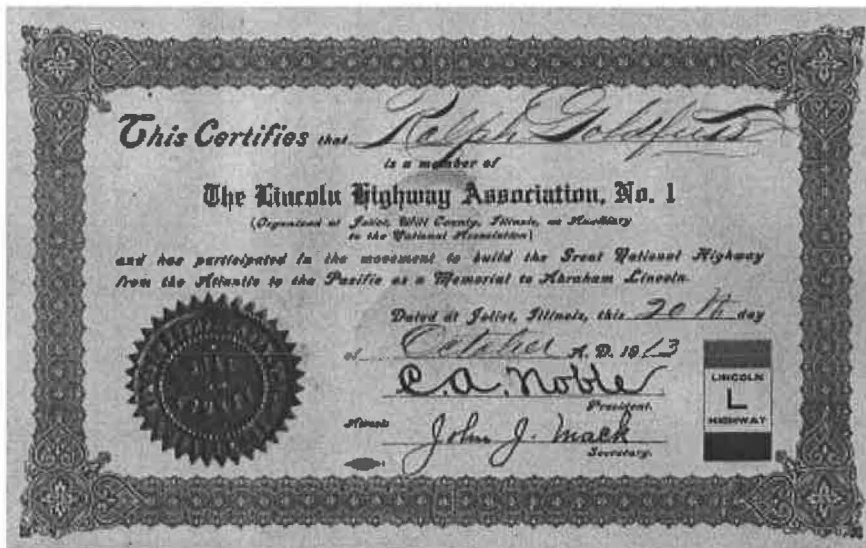 This Certifies that Ralph
is a member of
The Lincoln Highway Association, No. 1
(Organized at Joliet, Will County, Illinois, as Auxiliary
to the National Association)
and has participated in the movement to build the Great National Highway
from the Atlantic to the Pacific as a Memorial to Abraham Lincoln.
Dated at Joliet, Illinois, this 20th day
of October A. D. 1913
C. A. Noble
President.
Attest:
John J. Mack
Secretary.
LINCOLN
L
HIGHWAY